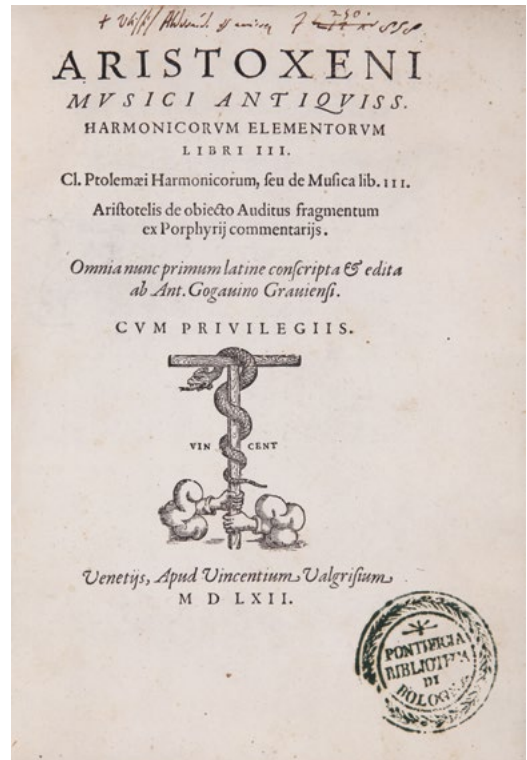 ARISTOXENI
MVSICI ANTIQVISS.
HARMONICORVM ELEMENTORVM
LIBRI III.
Cl. Ptolemæi Harmonicorum, ſeu de Muſica lib. III.
Ariſtotelis de obiecto Auditus fragmentum
ex Porphyrij commentarijs.
Omnia nunc primum latine conſcripta & edita
ab Ant. Gogauino Grauienſi.
CVM PRIVILEGIIS.
VIN CENT
Venetijs, Apud Vincentium Valgriſium
M D LXII.
PONTIFICIA
BIBLIOTECA
DI
BOLOGNA